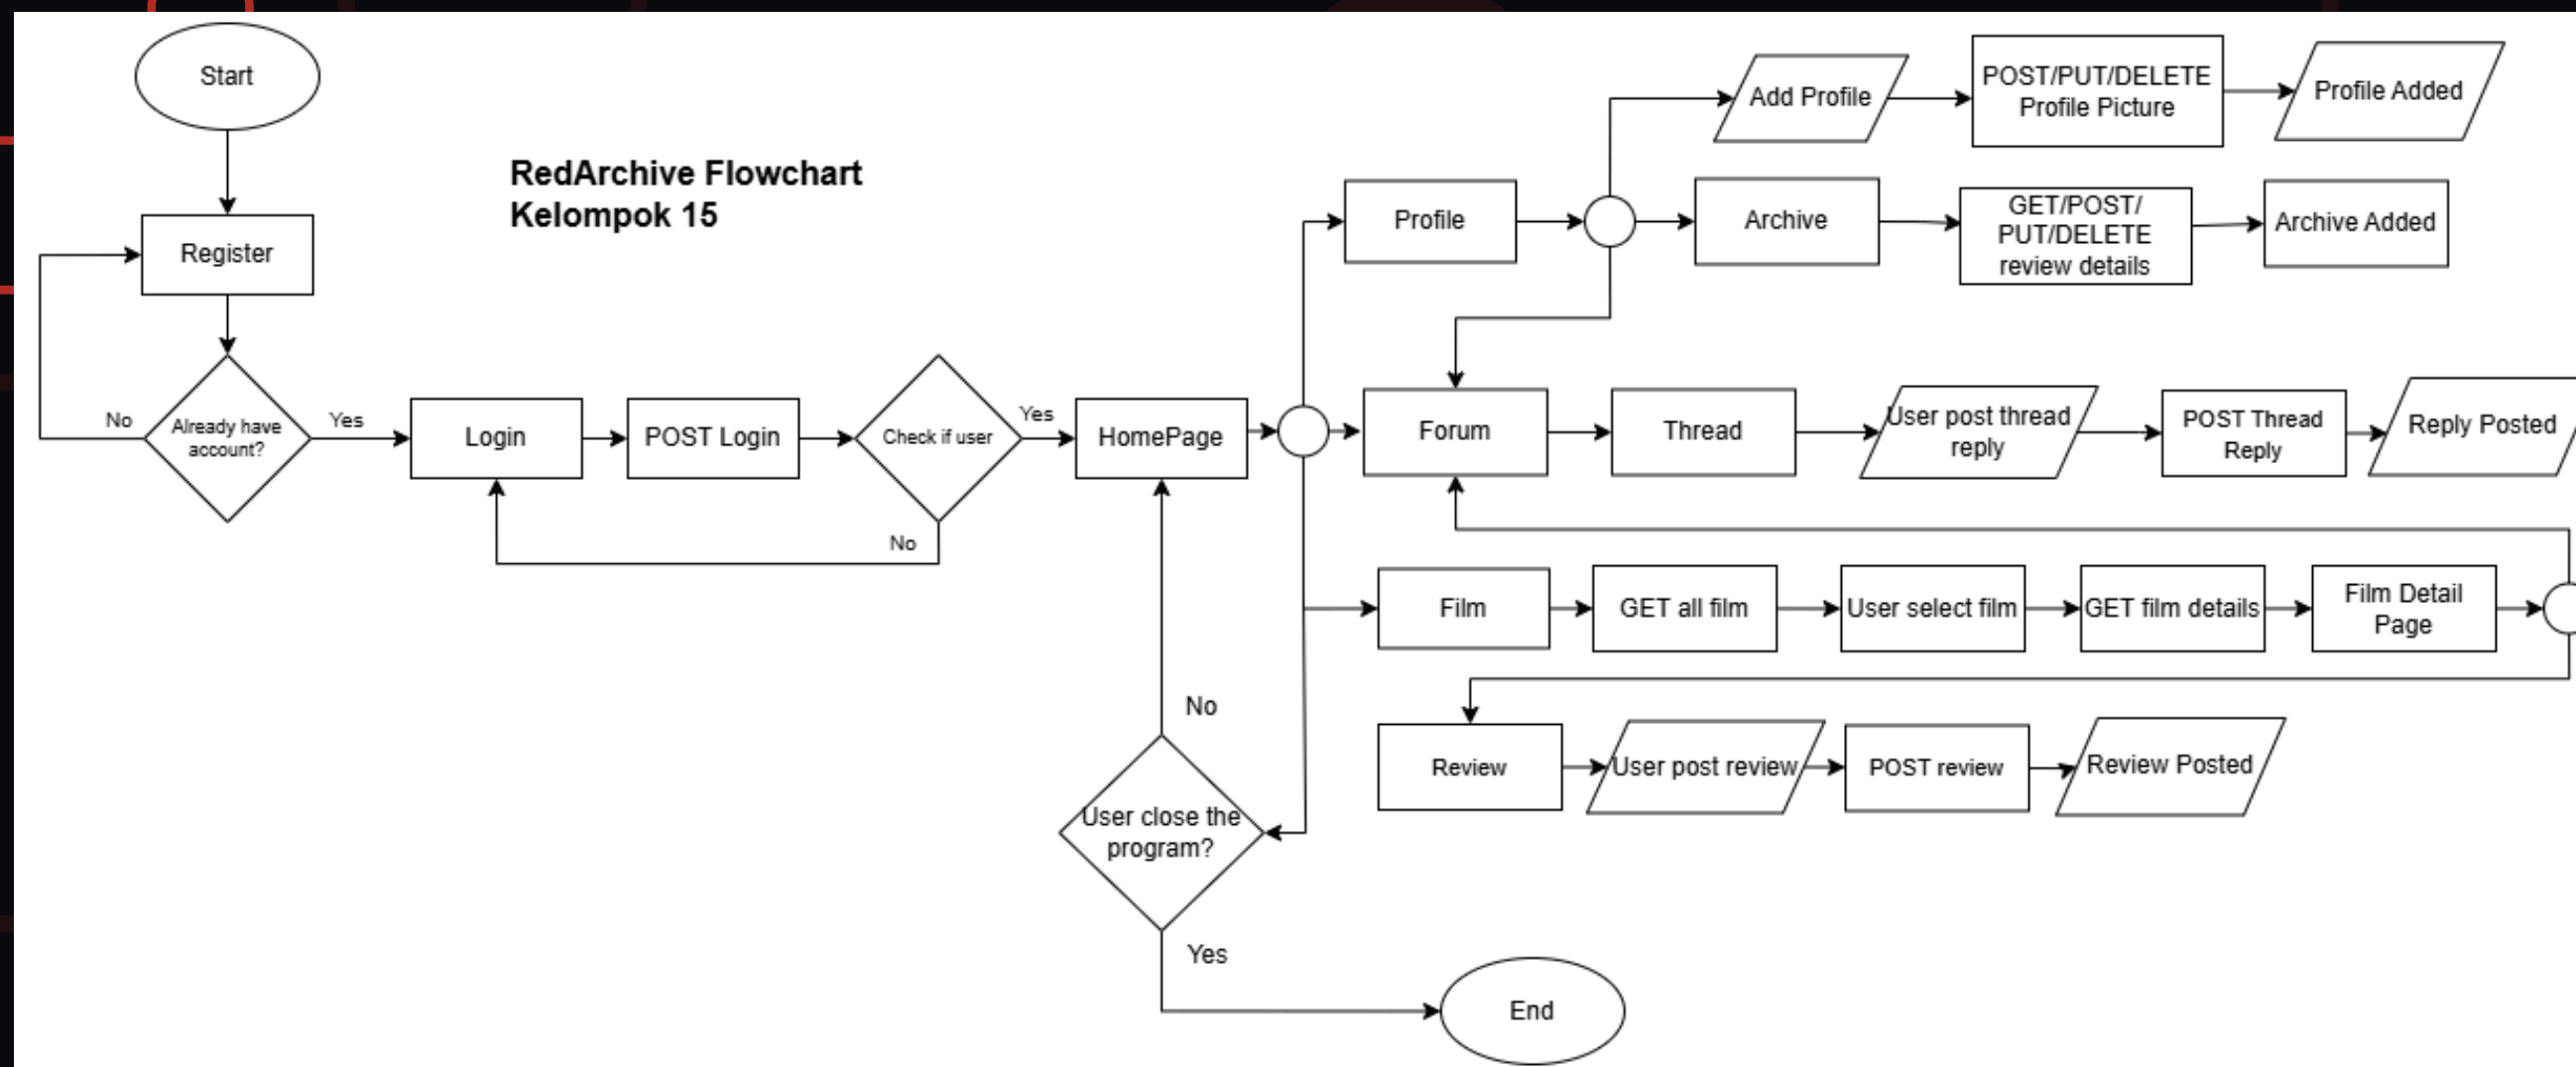 Start
RedArchive Flowchart
Kelompok 15
Register
No
Already have
account?
Yes
Login
POST Login
Check if user
Yes
No
HomePage
Profile
Add Profile
POST/PUT/DELETE
Profile Picture
Profile Added
Archive
GET/POST/
PUT/DELETE
review details
Archive Added
Forum
Thread
User post thread
reply
POST Thread
Reply
Reply Posted
Film
GET all film
User select film
GET film details
Film Detail
Page
Review
User post review
POST review
Review Posted
No
User close the
program?
Yes
End